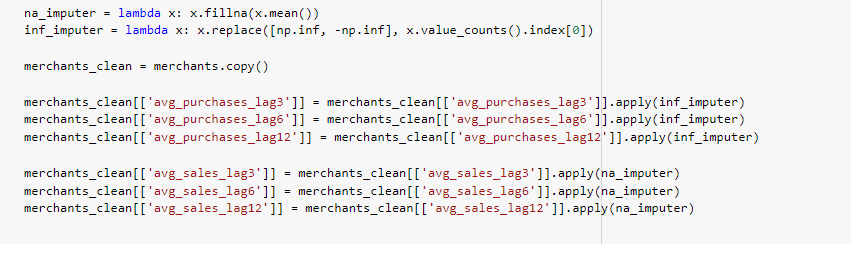 na_imputer = lambda x: x.fillna(x.mean())
inf_imputer = lambda x: x.replace([np.inf, -np.inf], x.value_counts().index[0])
merchants_clean = merchants.copy()
merchants_clean[['avg_purchases_lag3']] = merchants_clean[['avg_purchases_lag3']].apply(inf_imputer)
merchants_clean[['avg_purchases_lag6']] = merchants_clean[['avg_purchases_lag6']].apply(inf_imputer)
merchants_clean[['avg_purchases_lag12']] = merchants_clean[['avg_purchases_lag12']].apply(inf_imputer)
merchants_clean[['avg_sales_lag3']] = merchants_clean[['avg_sales_lag3']].apply(na_imputer)
merchants_clean[['avg_sales_lag6']] = merchants_clean[['avg_sales_lag6']].apply(na_imputer)
merchants_clean[['avg_sales_lag12']] = merchants_clean[['avg_sales_lag12']].apply(na_imputer)